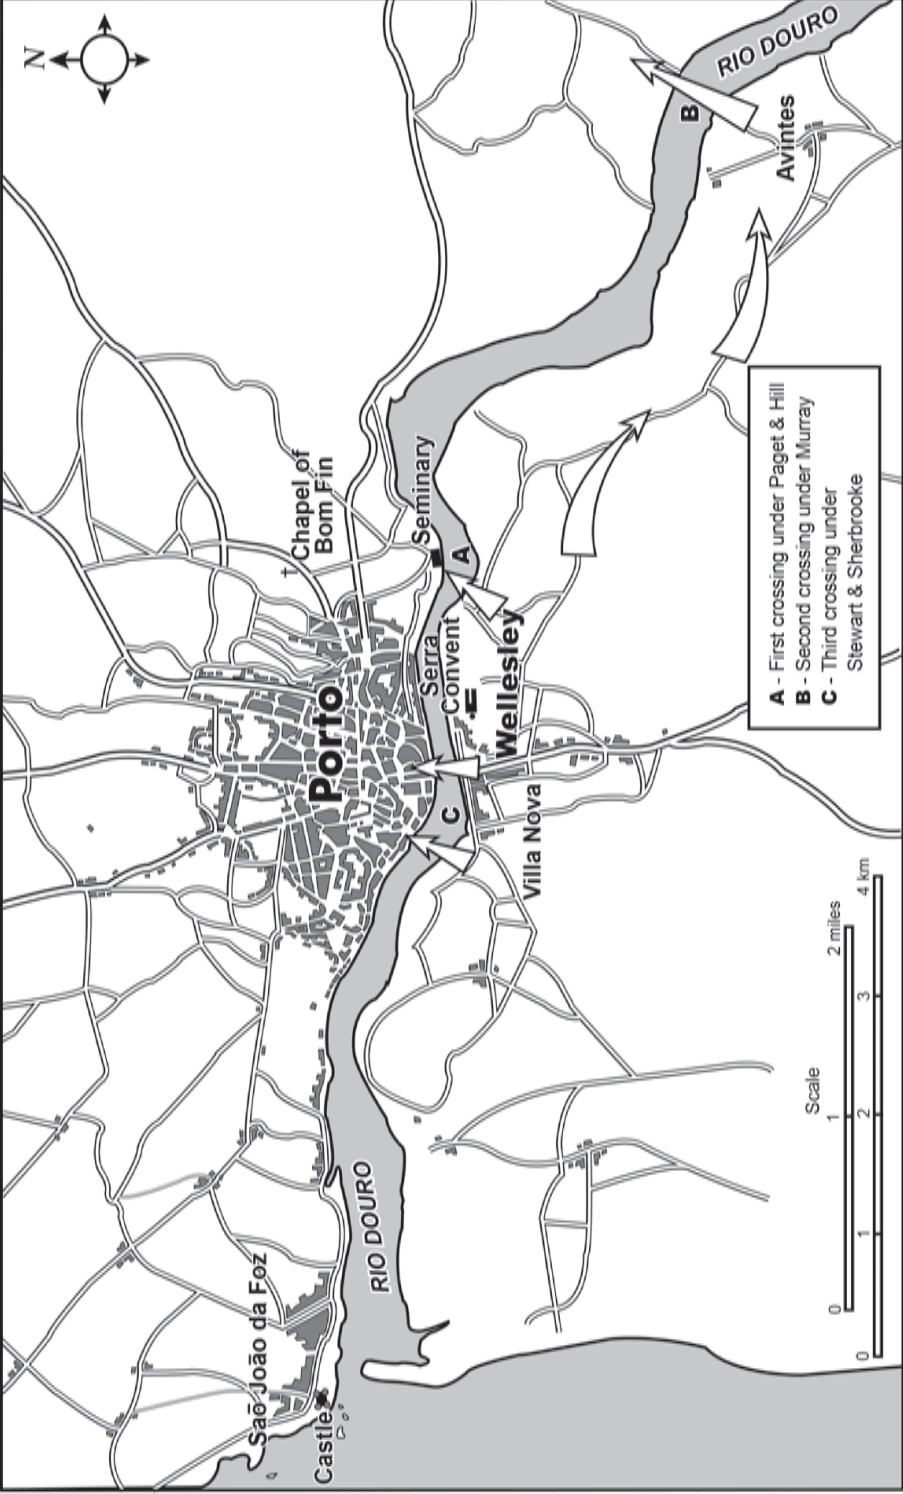 N
RIO DOURO
B
Avintes
Chapel of
Bom Fin
Seminary
A
Serra
Convent
Wellesley
Porto
C
Villa Nova
RIO DOURO
Saō Joāo da Foz
Castle
A - First crossing under Paget & Hill
B - Second crossing under Murray
C - Third crossing under
Stewart & Sherbrooke
Scale
0
1
2 miles
0
1
2
3
4 km